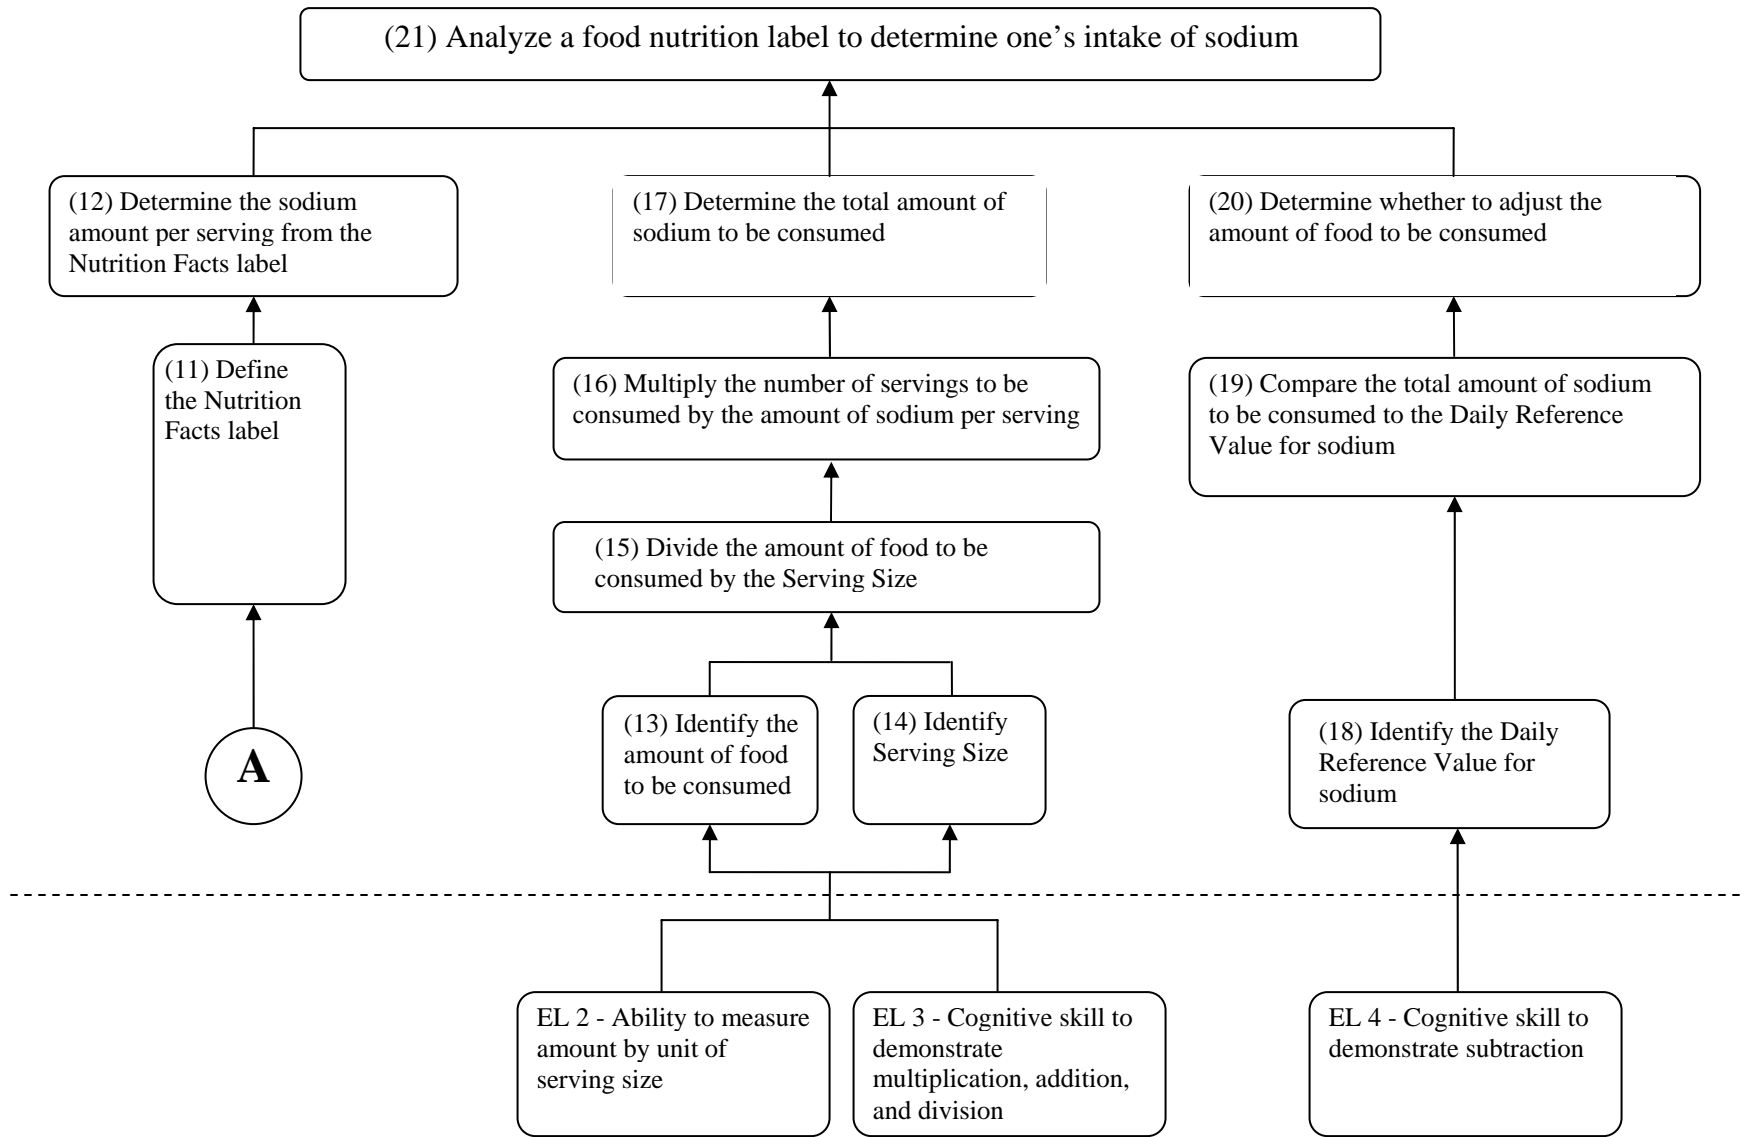 (21) Analyze a food nutrition label to determine one’s intake of sodium
(12) Determine the sodium
amount per serving from the
Nutrition Facts label
(17) Determine the total amount of
sodium to be consumed
(20) Determine whether to adjust the
amount of food to be consumed
(11) Define
the Nutrition
Facts label
(16) Multiply the number of servings to be
consumed by the amount of sodium per serving
(19) Compare the total amount of sodium
to be consumed to the Daily Reference
Value for sodium
(15) Divide the amount of food to be
consumed by the Serving Size
A
(13) Identify the
amount of food
to be consumed
(14) Identify
Serving Size
(18) Identify the Daily
Reference Value for
sodium
EL 2 - Ability to measure
amount by unit of
serving size
EL 3 - Cognitive skill to
demonstrate
multiplication, addition,
and division
EL 4 - Cognitive skill to
demonstrate subtraction